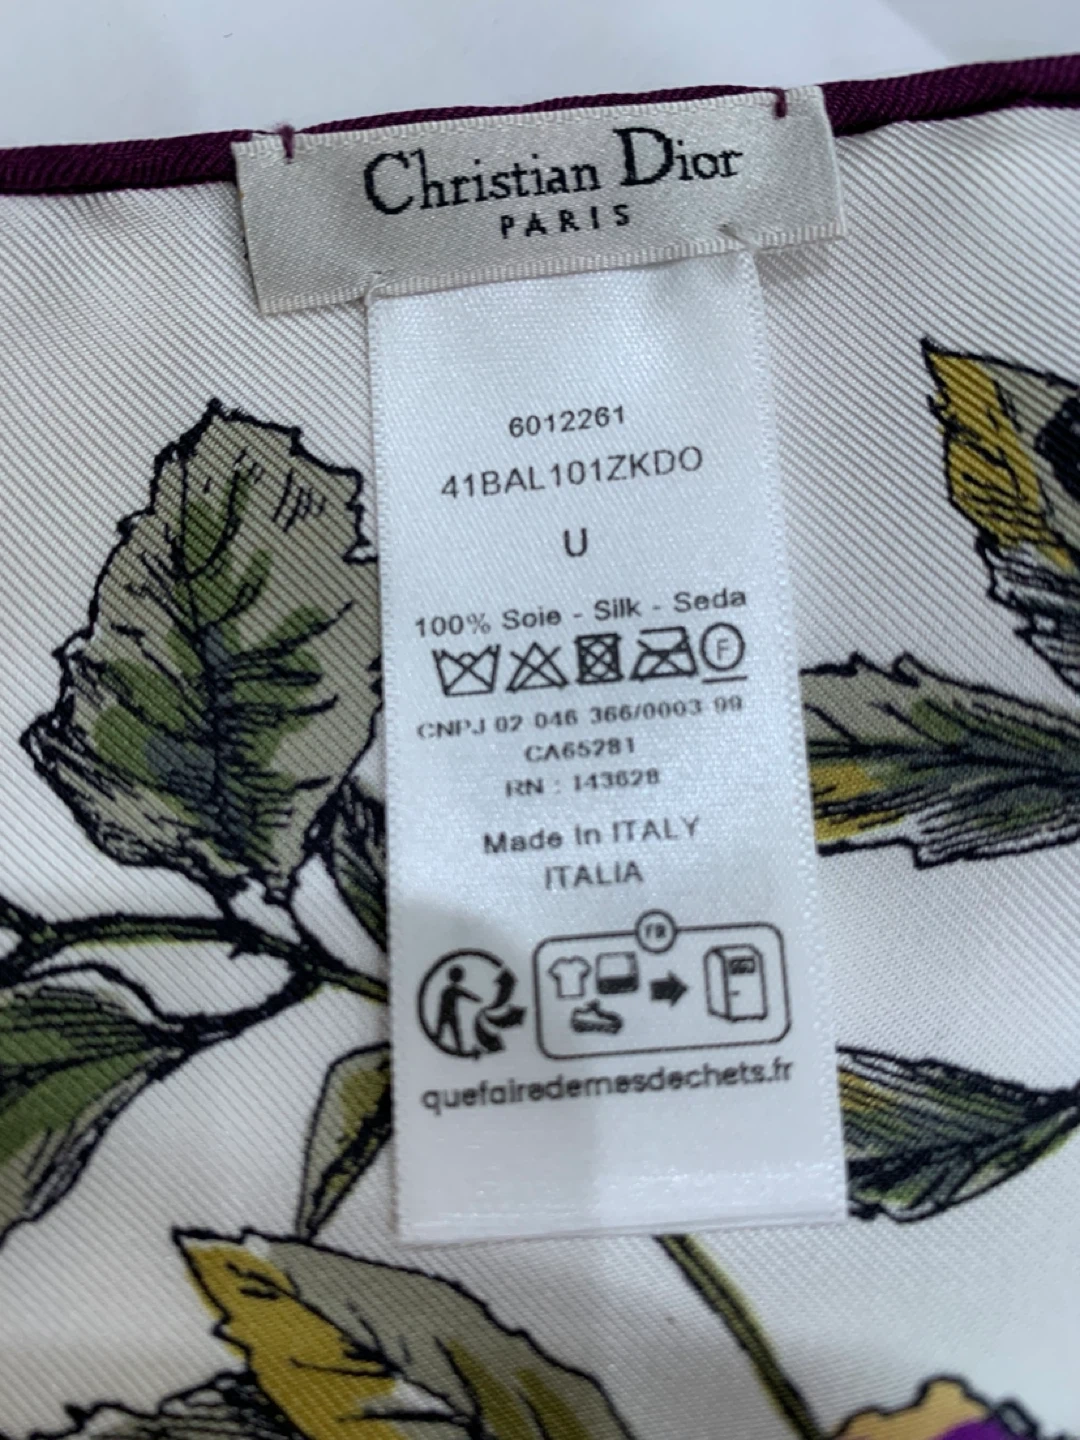 Christian Dior
PARIS
6012261
41BAL101ZKDO
U
100% Soie - Silk - Seda
F
CNPJ 02 046 366/0003 99
CA65281
RN : 143628
Made In ITALY
ITALIA
FR
quefairedemesdechets.fr